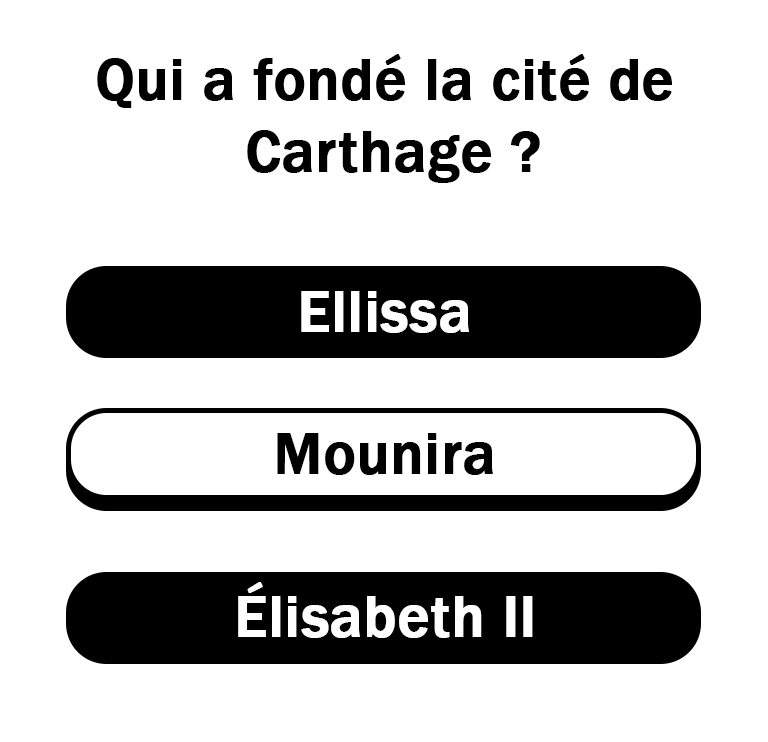 Qui a fondé la cité de
Carthage ?
Ellissa
Mounira
Élisabeth II